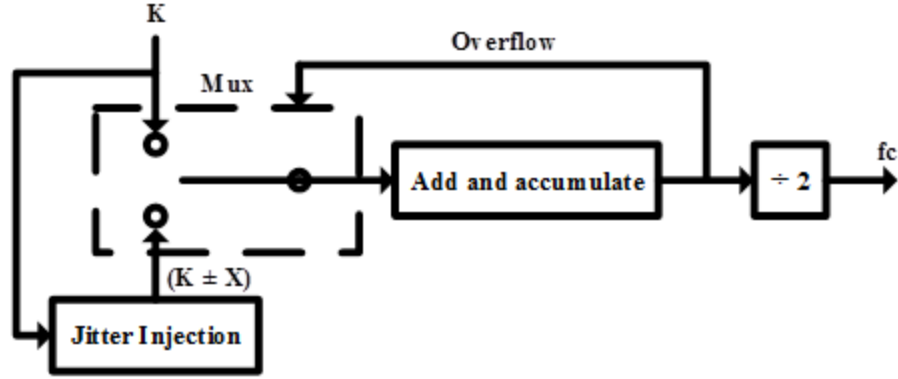 K
Overflow
Mux
fc
Add and accumulate
÷ 2
(K ± X)
Jitter Injection